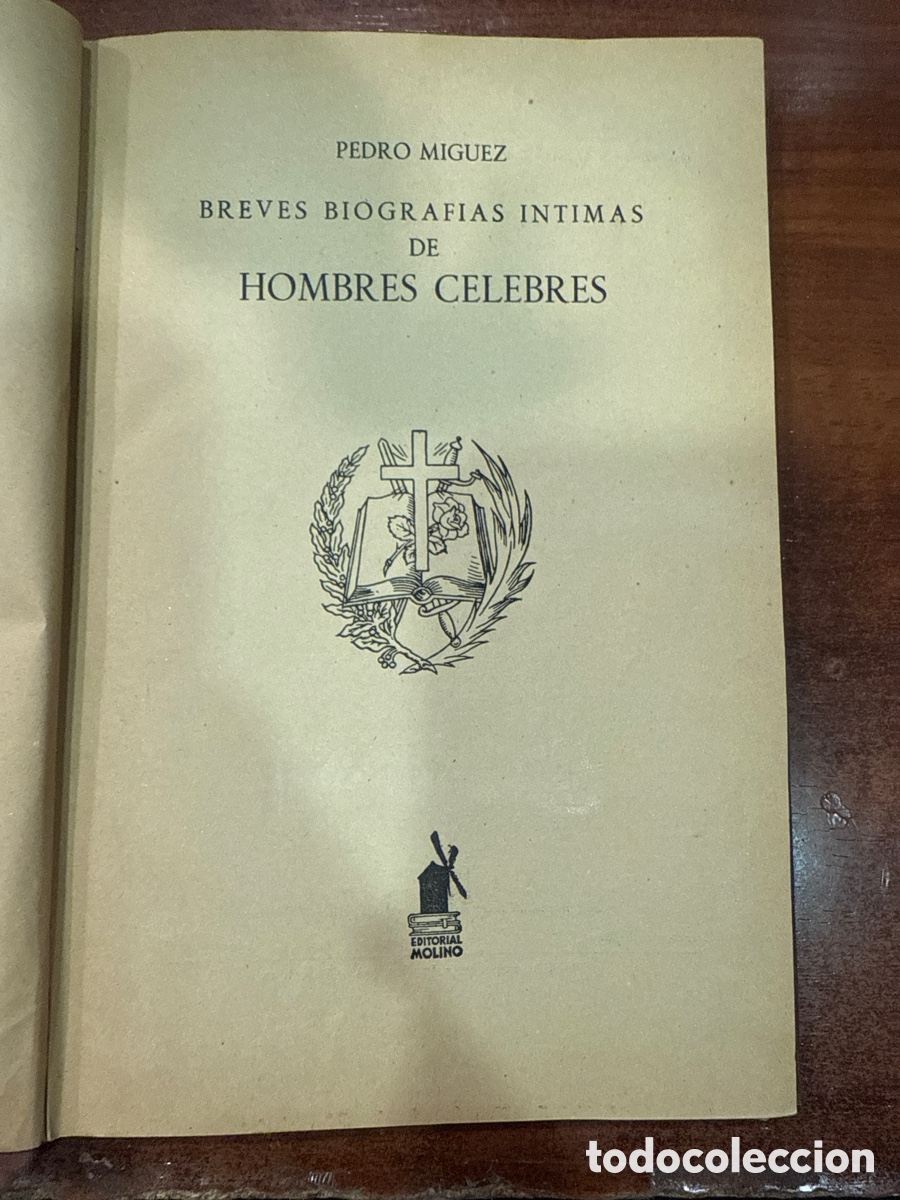 PEDRO MIGUEZ
BREVES BIOGRAFIAS INTIMAS
DE
HOMBRES CELEBRES
EDITORIAL
MOLINO
todocoleccion